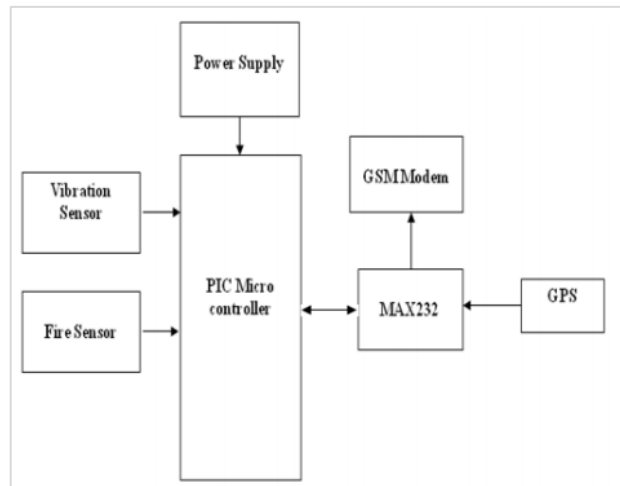 Power Supply
GSM Modem
Vibration
Sensor
PIC Micro
controller
MAX232
GPS
Fire Sensor